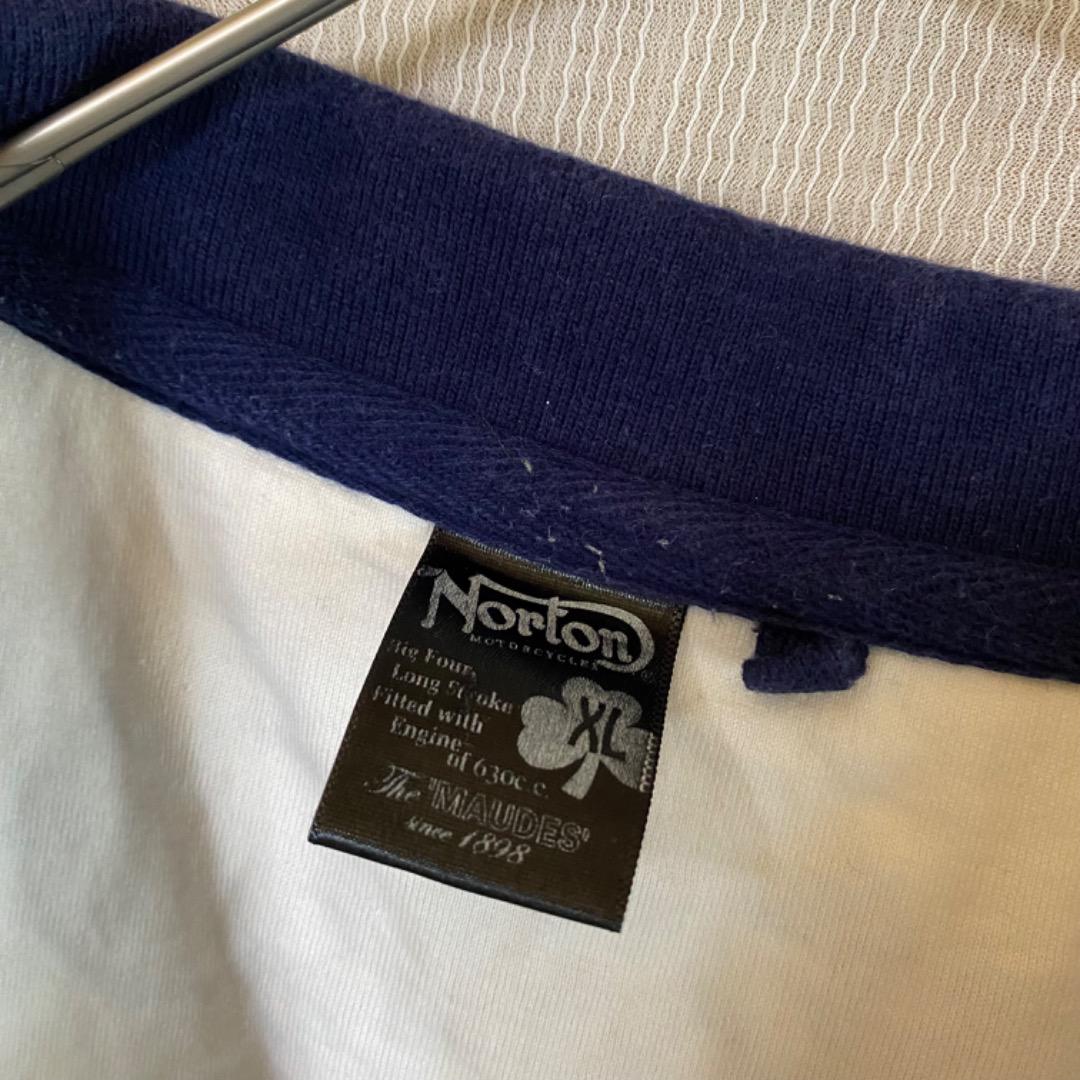 Norton
MOTORCYCLES
Big Four
Long Stroke
Fitted with
Engine
of 630c.c.
XL
The 'MAUDES'
since 1898